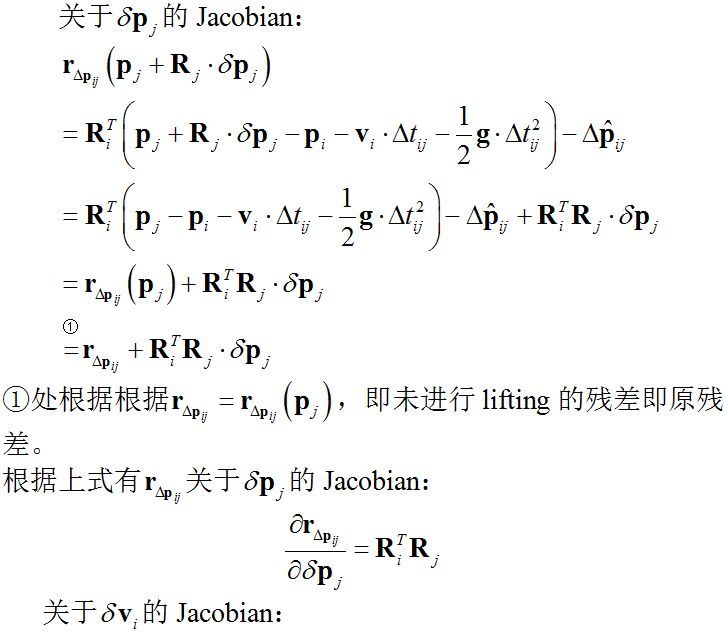 关于 $\delta\mathbf{p}_j$ 的 Jacobian：
$\mathbf{r}_{\Delta\mathbf{p}_{ij}}\left(\mathbf{p}_j+\mathbf{R}_j\cdot\delta\mathbf{p}_j\right)$
$=\mathbf{R}_i^T\left(\mathbf{p}_j+\mathbf{R}_j\cdot\delta\mathbf{p}_j-\mathbf{p}_i-\mathbf{v}_i\cdot\Delta t_{ij}-\frac{1}{2}\mathbf{g}\cdot\Delta t_{ij}^2\right)-\Delta\hat{\mathbf{p}}_{ij}$
$=\mathbf{R}_i^T\left(\mathbf{p}_j-\mathbf{p}_i-\mathbf{v}_i\cdot\Delta t_{ij}-\frac{1}{2}\mathbf{g}\cdot\Delta t_{ij}^2\right)-\Delta\hat{\mathbf{p}}_{ij}+\mathbf{R}_i^T\mathbf{R}_j\cdot\delta\mathbf{p}_j$
$=\mathbf{r}_{\Delta\mathbf{p}_{ij}}\left(\mathbf{p}_j\right)+\mathbf{R}_i^T\mathbf{R}_j\cdot\delta\mathbf{p}_j$
$\overset{①}{=}\mathbf{r}_{\Delta\mathbf{p}_{ij}}+\mathbf{R}_i^T\mathbf{R}_j\cdot\delta\mathbf{p}_j$
①处根据根据 $\mathbf{r}_{\Delta\mathbf{p}_{ij}}=\mathbf{r}_{\Delta\mathbf{p}_{ij}}\left(\mathbf{p}_j\right)$，即未进行 lifting 的残差即原残
差。
根据上式有 $\mathbf{r}_{\Delta\mathbf{p}_{ij}}$ 关于 $\delta\mathbf{p}_j$ 的 Jacobian：
$\frac{\partial\mathbf{r}_{\Delta\mathbf{p}_{ij}}}{\partial\delta\mathbf{p}_j}=\mathbf{R}_i^T\mathbf{R}_j$
关于 $\delta\mathbf{v}_i$ 的 Jacobian：